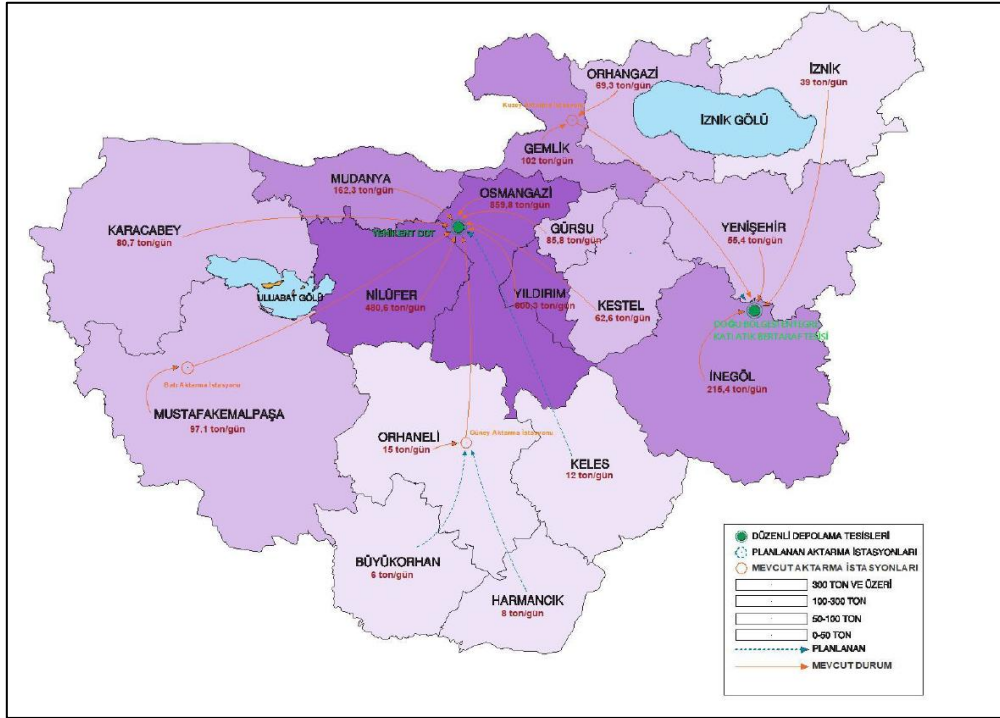 İZNİK
39 ton/gün
ORHANGAZİ
69,3 ton/gün
İZNİK GÖLÜ
GEMLİK
102 ton/gün
MUDANYA
162,3 ton/gün
OSMANGAZİ
859,8 ton/gün
KARACABEY
80,7 ton/gün
GÜRSU
85,8 ton/gün
YENİŞEHİR
55,4 ton/gün
YENİKENT DDT
ULUABAT GÖLÜ
NİLÜFER
480,6 ton/gün
YILDIRIM
600,3 ton/gün
KESTEL
62,6 ton/gün
DOĞU BÖLGESİ ENTEGRE
KATI ATIK BERTARAF TESİSİ
İNEGÖL
215,4 ton/gün
Batı Aktarma İstasyonu
MUSTAFAKEMALPAŞA
97,1 ton/gün
ORHANELİ
15 ton/gün
Güney Aktarma İstasyonu
KELES
12 ton/gün
BÜYÜKORHAN
6 ton/gün
HARMANCIK
8 ton/gün
DÜZENLİ DEPOLAMA TESİSLERİ
PLANLANAN AKTARMA İSTASYONLARI
MEVCUT AKTARMA İSTASYONLARI
300 TON VE ÜZERİ
100-300 TON
50-100 TON
0-50 TON
PLANLANAN
MEVCUT DURUM